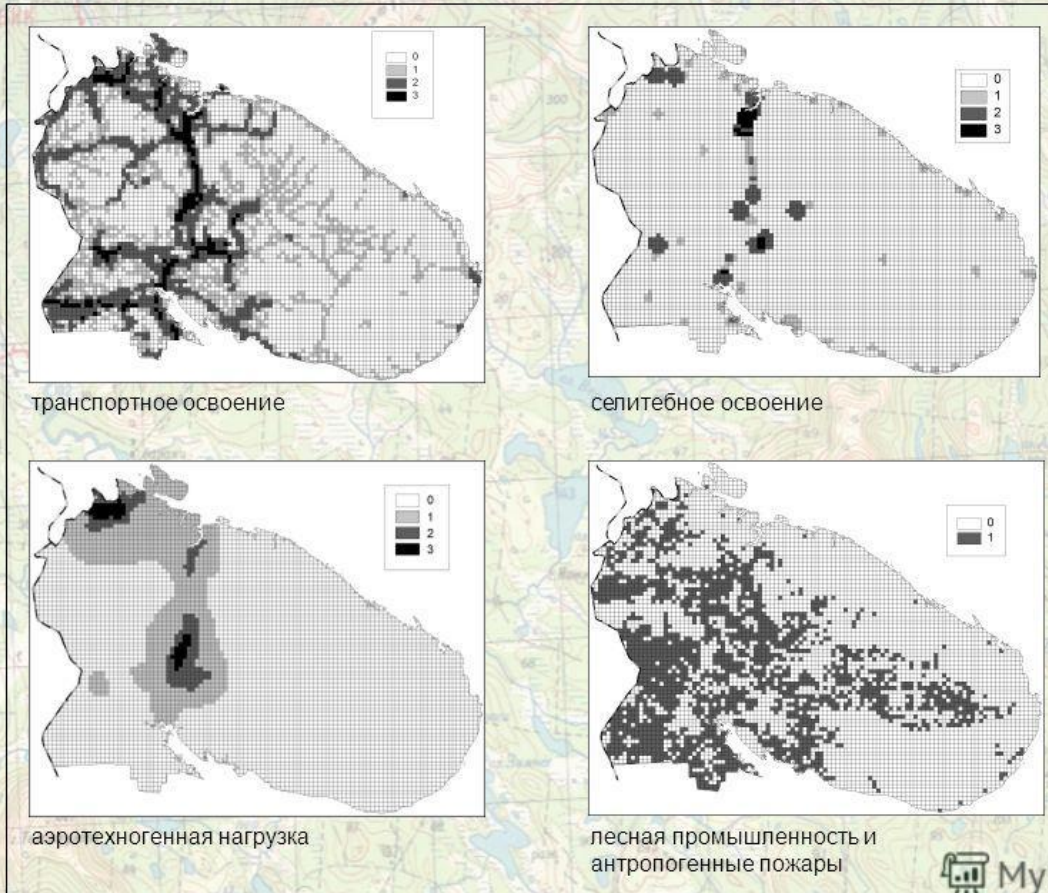 0
1
2
3
0
1
2
3
транспортное освоение
селитебное освоение
0
1
2
3
0
1
аэротехногенная нагрузка
лесная промышленность и
антропогенные пожары
My